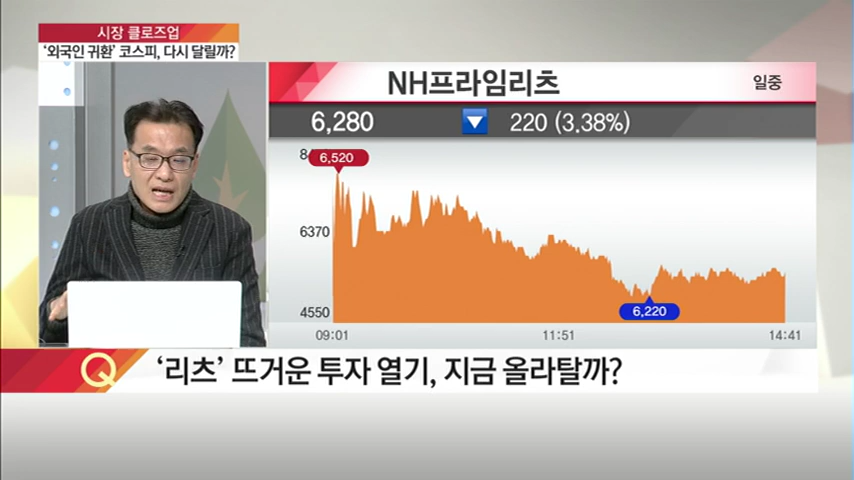 시장 클로즈업
‘외국인 귀환’ 코스피, 다시 달릴까?
NH프라임리츠
일중
6,280 ▼ 220 (3.38%)
6,520
6370
4550
6,220
09:01 11:51 14:41
Q ‘리츠’ 뜨거운 투자 열기, 지금 올라탈까?